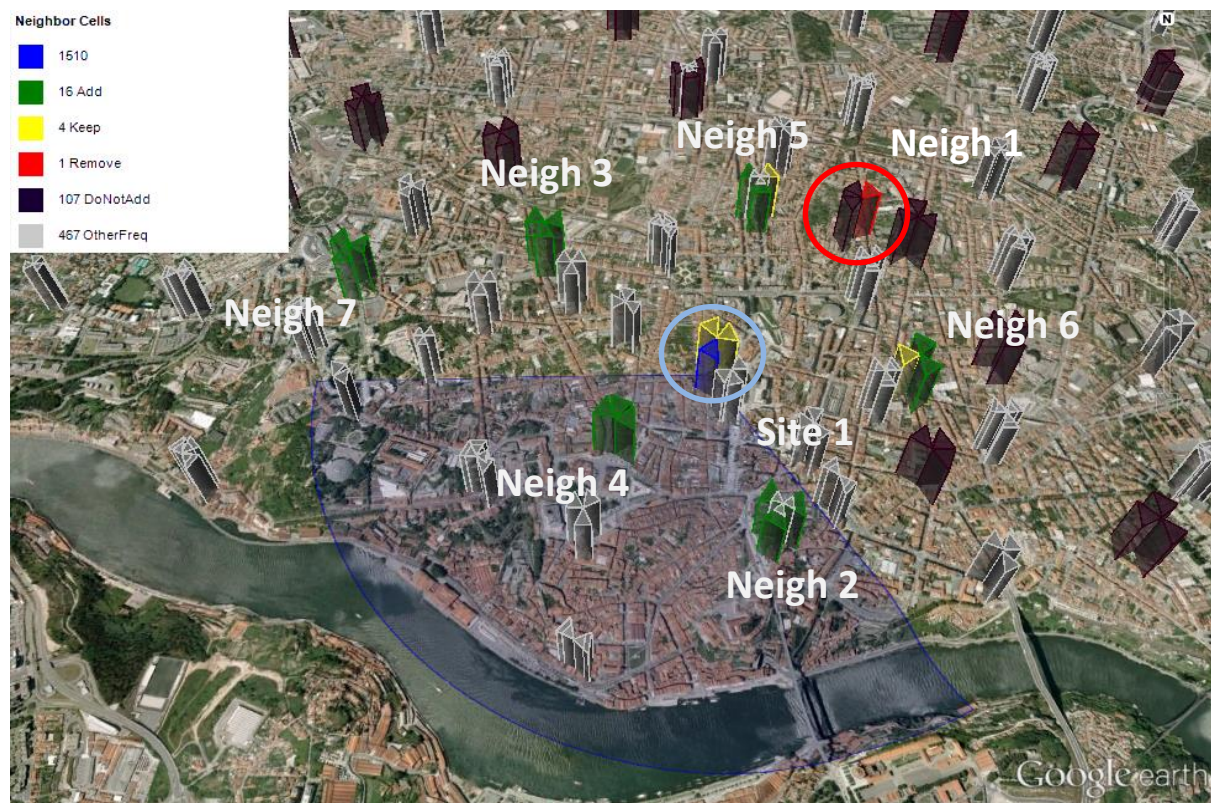 Neighbor Cells
1510
16 Add
4 Keep
1 Remove
107 DoNotAdd
467 OtherFreq
N
Neigh 5
Neigh 1
Neigh 3
Neigh 7
Neigh 6
Site 1
Neigh 4
Neigh 2
Google earth